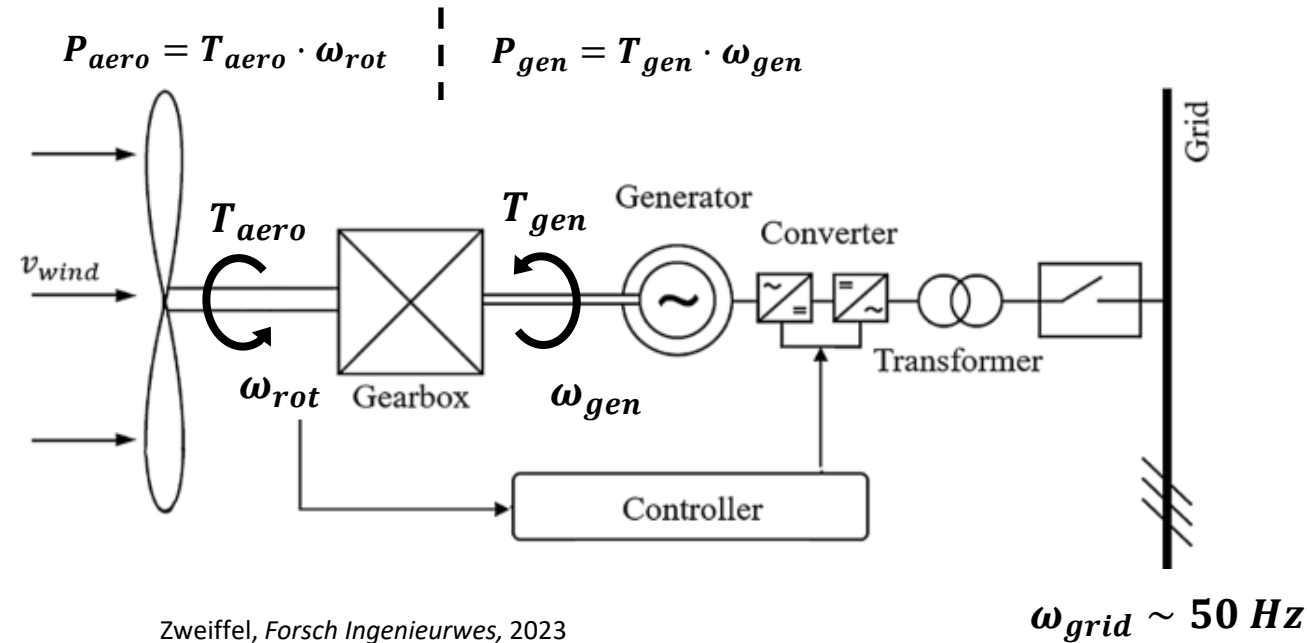 P_aero = T_aero · ω_rot
P_gen = T_gen · ω_gen
Grid
Generator
T_aero
T_gen
Converter
v_wind
~
~
=
=
~
Transformer
ω_rot
Gearbox
ω_gen
Controller
ω_grid ~ 50 Hz
Zweiffel, Forsch Ingenieurwes, 2023